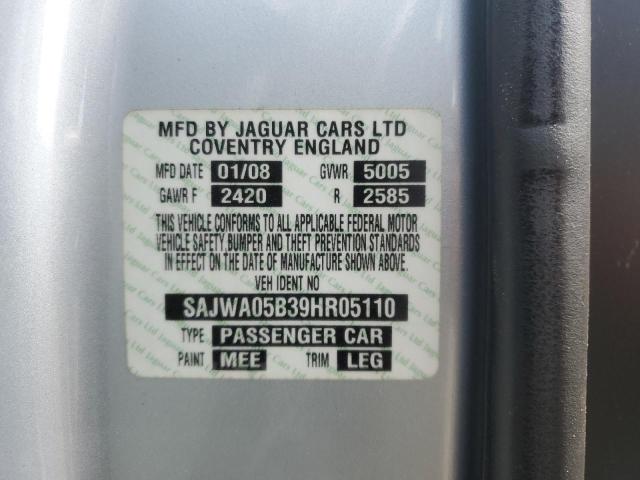 MFD BY JAGUAR CARS LTD
COVENTRY ENGLAND
MFD DATE 01/08 GVWR 5005
GAWR F 2420 R 2585
THIS VEHICLE CONFORMS TO ALL APPLICABLE FEDERAL MOTOR
VEHICLE SAFETY BUMPER AND THEFT PREVENTION STANDARDS
IN EFFECT ON THE DATE OF MANUFACTURE SHOWN ABOVE.
VEH IDENT NO
SAJWA05B39HR05110
TYPE PASSENGER CAR
PAINT MEE TRIM LEG